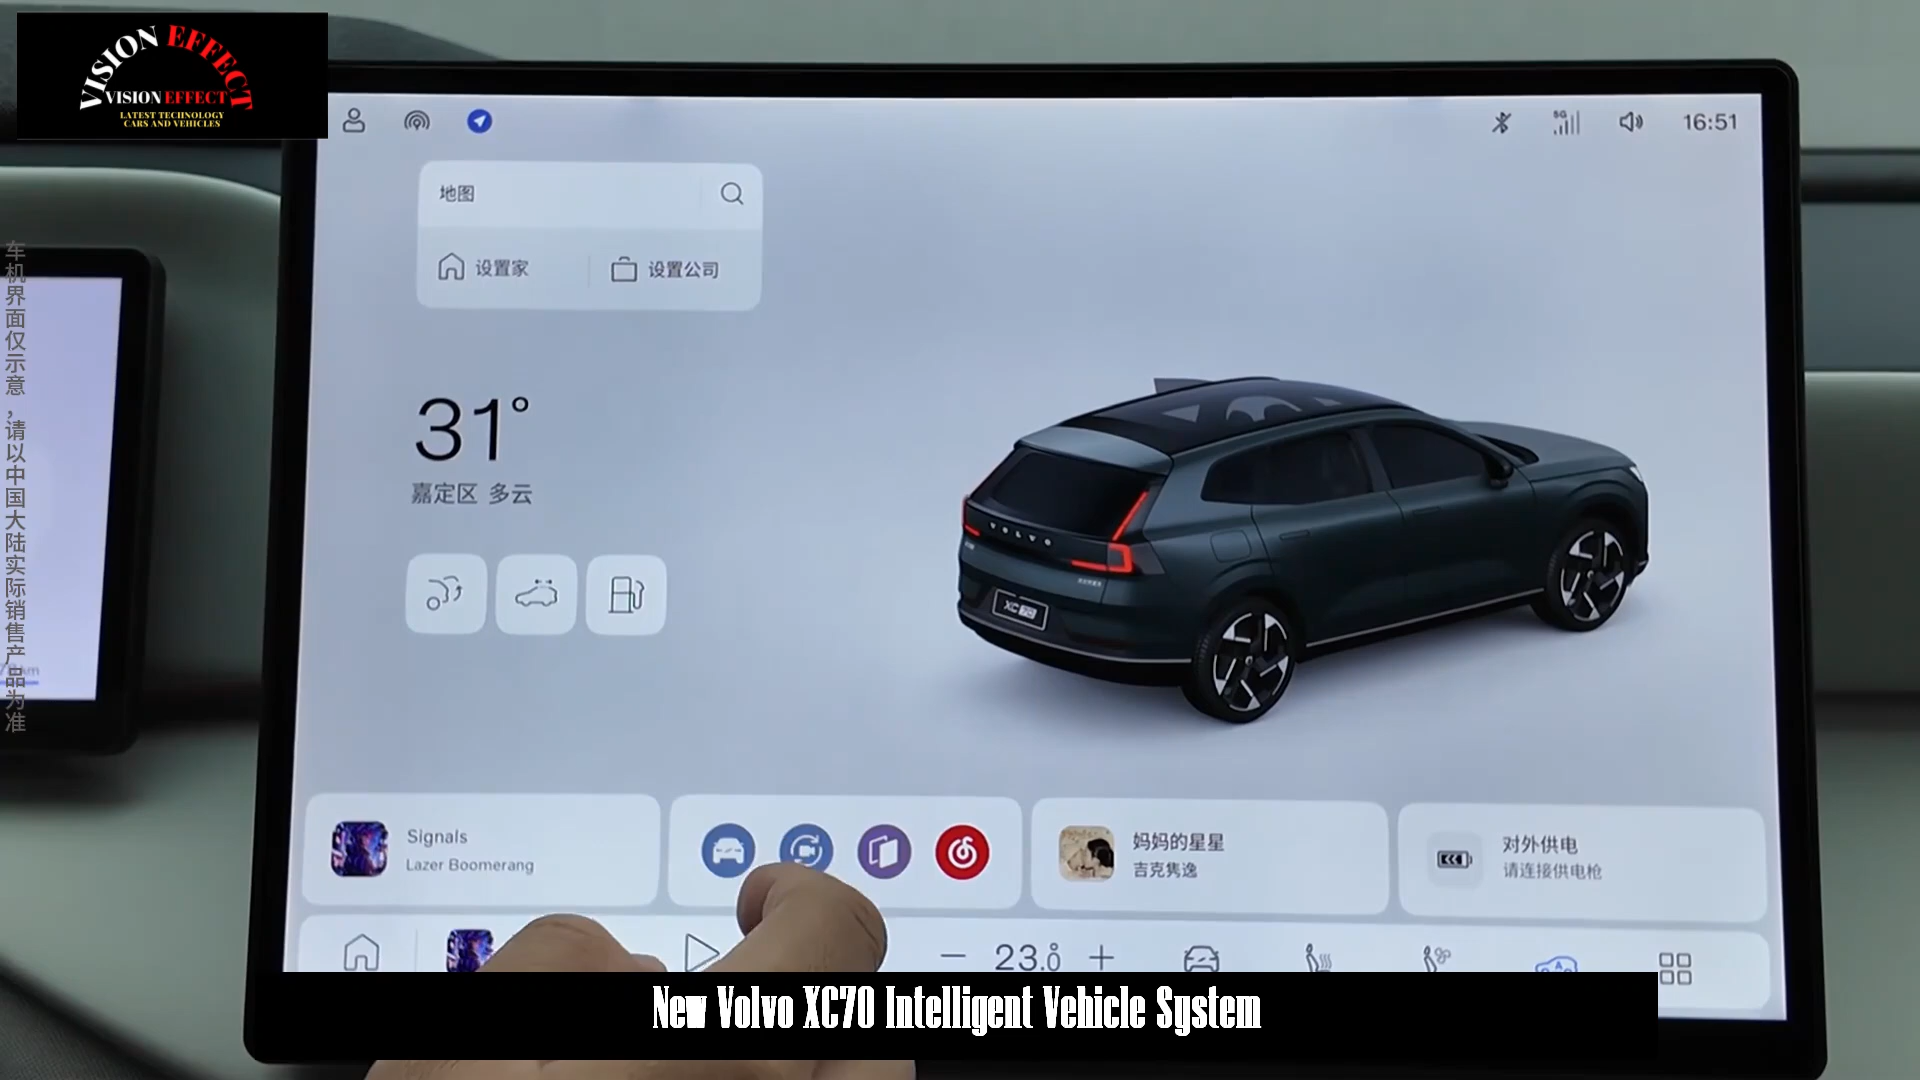 VISION EFFECT
VISION EFFECT
LATEST TECHNOLOGY
CARS AND VEHICLES
5G
16:51
地图
设置家
设置公司
31°
嘉定区 多云
VOLVO
XC70
Signals
Lazer Boomerang
妈妈的星星
吉克隽逸
对外供电
请连接供电枪
23.0
A
New Volvo XC70 Intelligent Vehicle System
车机界面仅示意，请以中国大陆实际销售产品为准